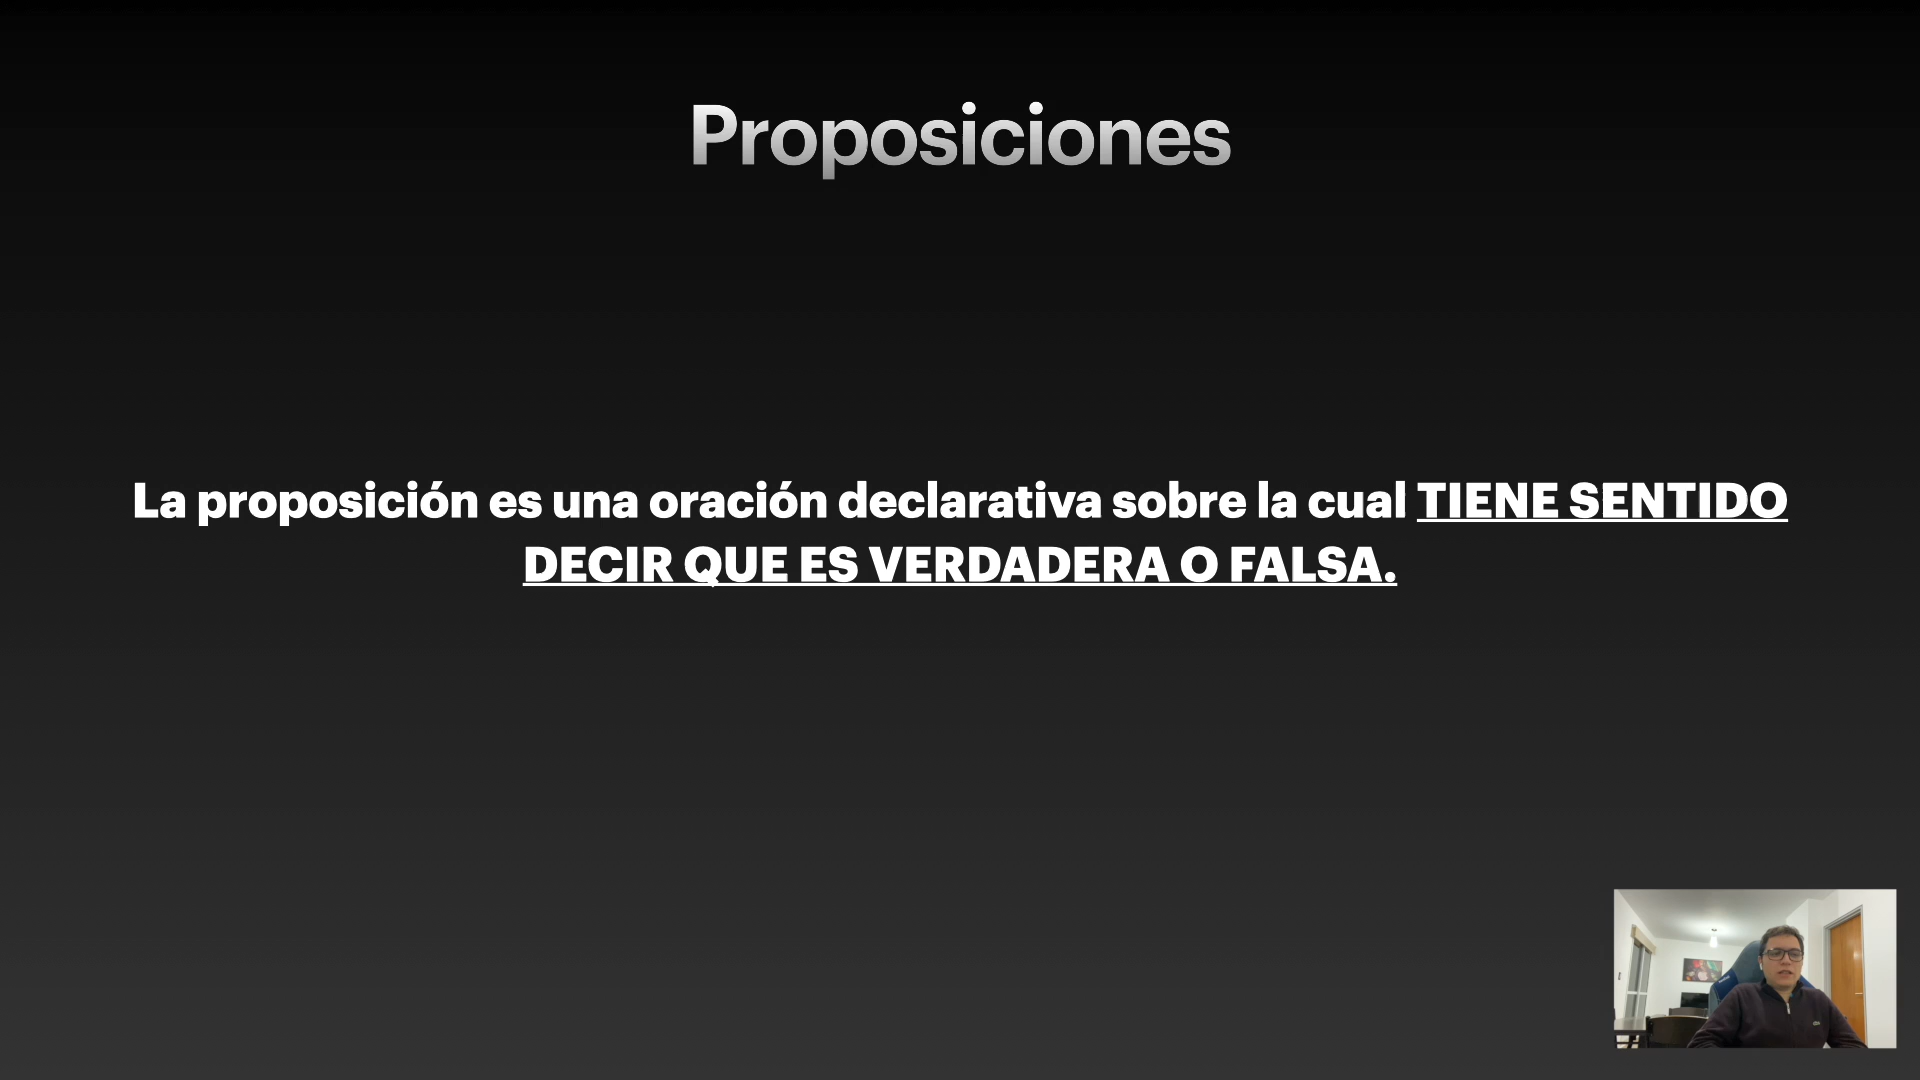 Proposiciones
La proposición es una oración declarativa sobre la cual TIENE SENTIDO
DECIR QUE ES VERDADERA O FALSA.